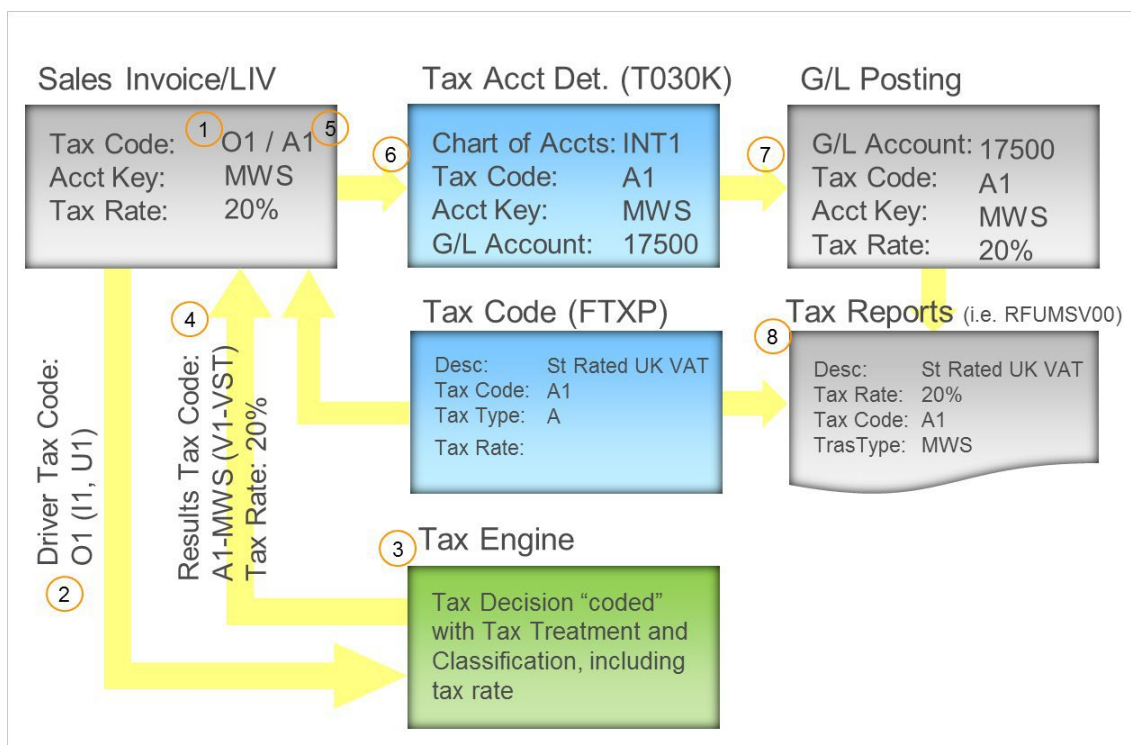 Sales Invoice/LIV
1
5
Tax Code: O1 / A1
Acct Key: MWS
Tax Rate: 20%
6
Tax Acct Det. (T030K)
Chart of Accts: INT1
Tax Code: A1
Acct Key: MWS
G/L Account: 17500
7
G/L Posting
G/L Account: 17500
Tax Code: A1
Acct Key: MWS
Tax Rate: 20%
Driver Tax Code:
O1 (I1, U1)
2
4
Results Tax Code:
A1-MWS (V1-VST)
Tax Rate: 20%
Tax Code (FTXP)
Desc: St Rated UK VAT
Tax Code: A1
Tax Type: A
Tax Rate:
8
Tax Reports (i.e. RFUMSV00)
Desc: St Rated UK VAT
Tax Rate: 20%
Tax Code: A1
TrasType: MWS
3
Tax Engine
Tax Decision “coded”
with Tax Treatment and
Classification, including
tax rate